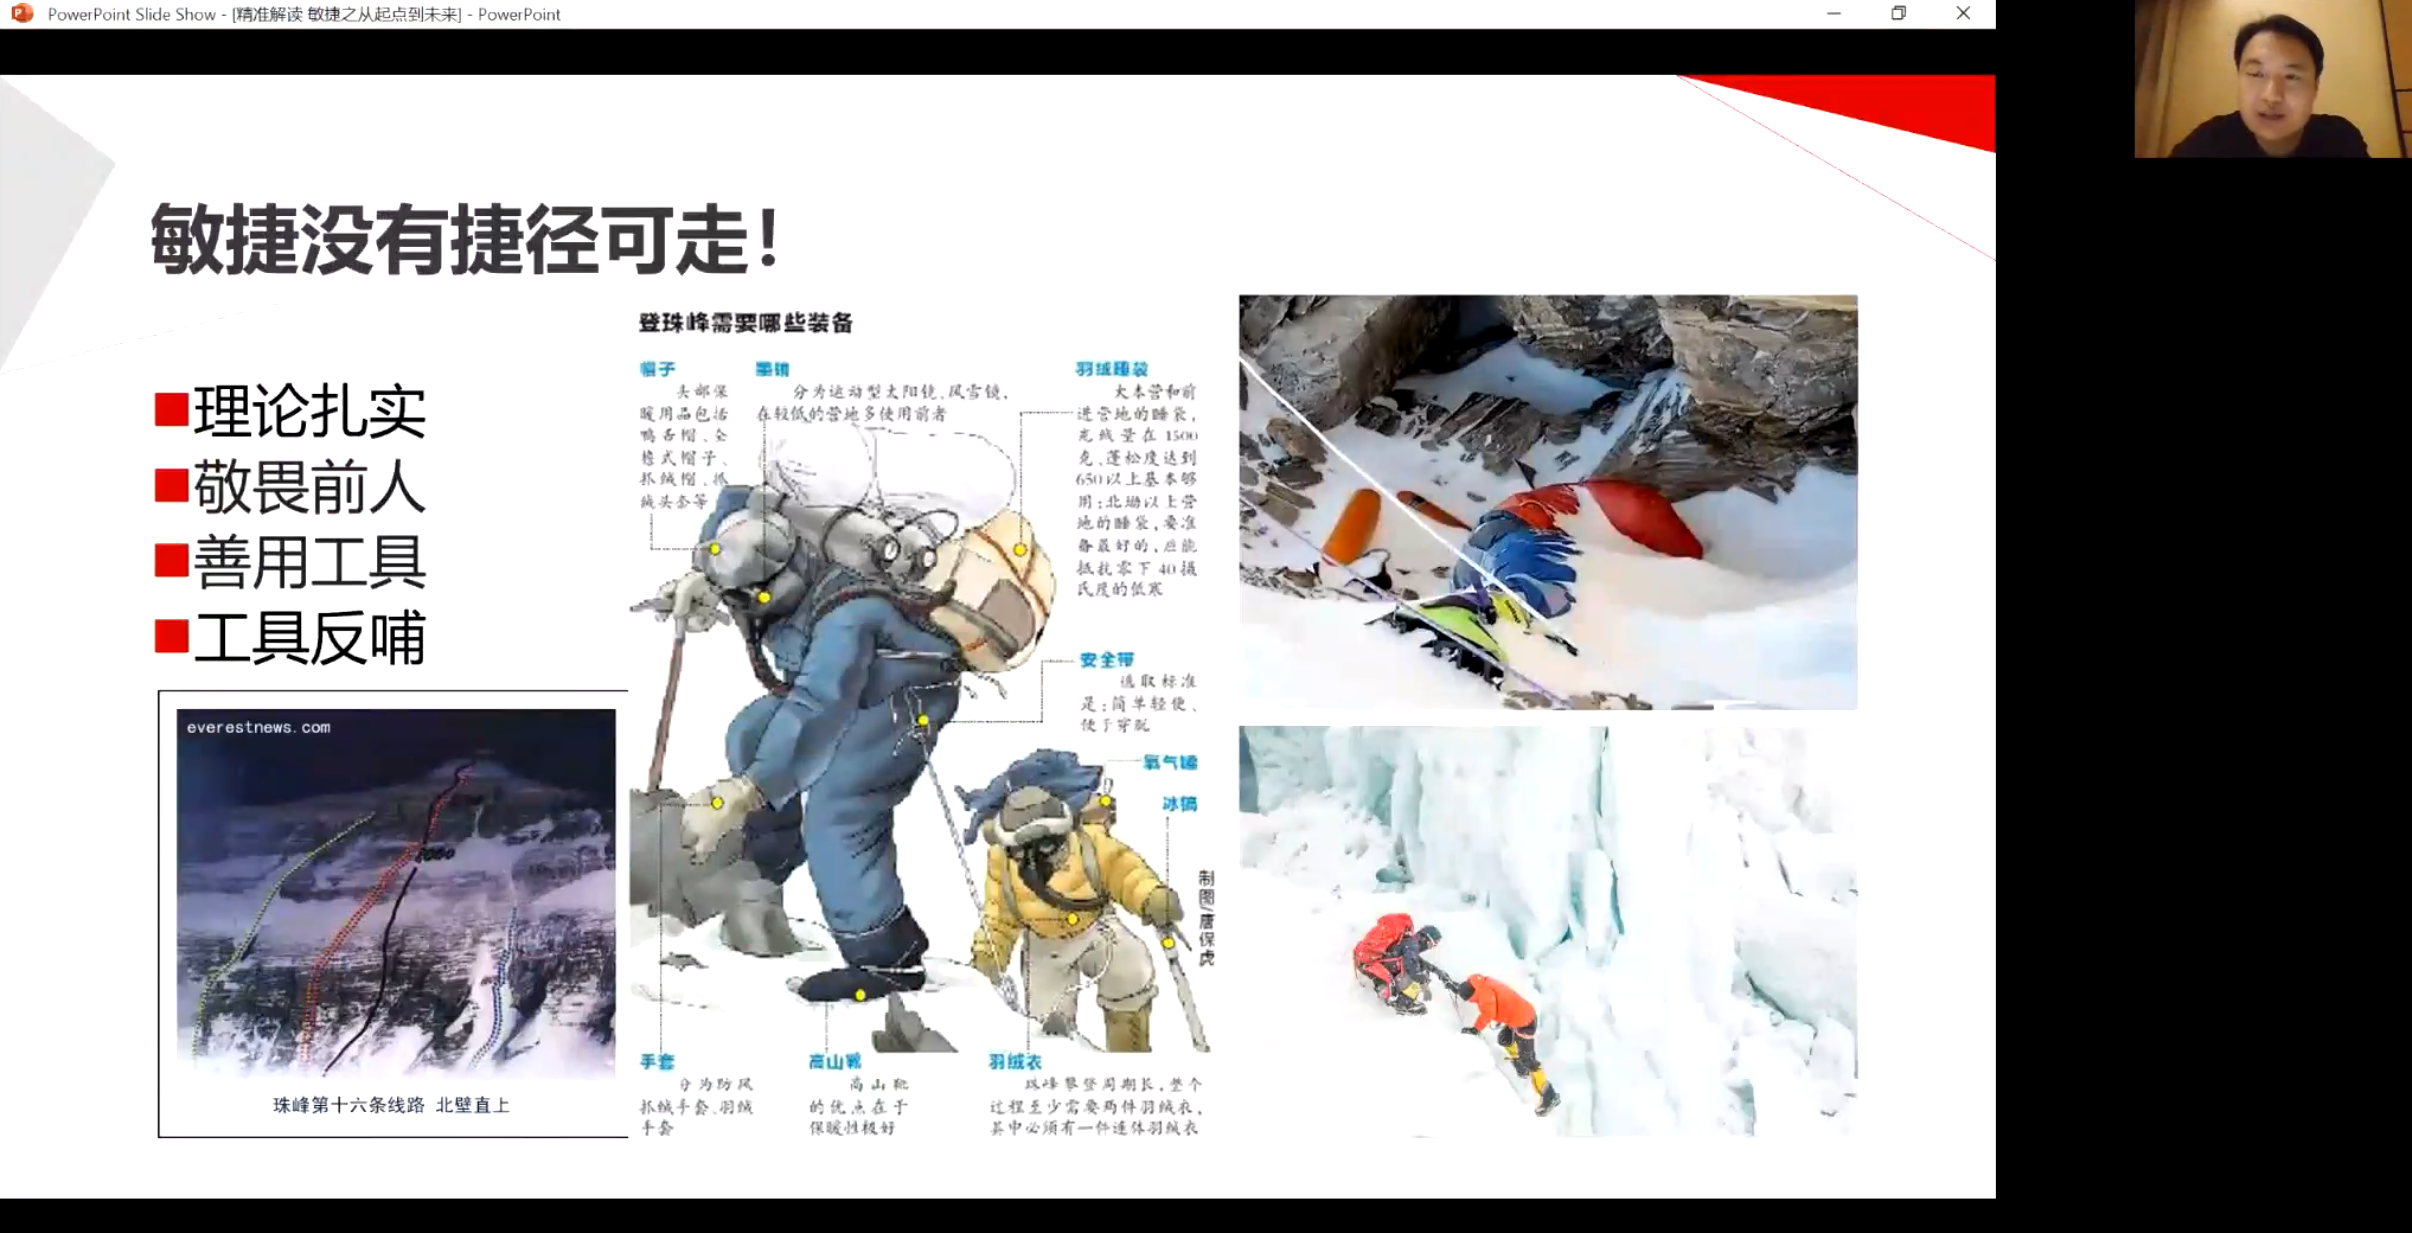 PowerPoint Slide Show - [精准解读 敏捷之从起点到未来] - PowerPoint
敏捷没有捷径可走！
理论扎实
敬畏前人
善用工具
工具反哺
everestnews.com
8000
珠峰第十六条线路 北壁直上
登珠峰需要哪些装备
帽子
头部保
暖用品包括
鸭舌帽、全
檐式帽子、
抓绒帽、抓
绒头套等
墨镜
分为运动型太阳镜、风雪镜，
在较低的营地多使用前者
羽绒睡袋
大本营和前
进营地的睡袋，
充绒量在1500
克、蓬松度达到
650以上基本够
用；北坳以上营
地的睡袋，要准
备最好的，应能
抵抗零下40摄
氏度的低寒
安全带
选取标准
是：简单轻便、
便于穿脱
氧气罐
冰镐
制图/唐保虎
手套
分为防风
抓绒手套、羽绒
手套
高山靴
高山靴
的优点在于
保暖性极好
羽绒衣
珠峰攀登周期长，整个
过程至少需要两件羽绒衣，
其中必须有一件连体羽绒衣